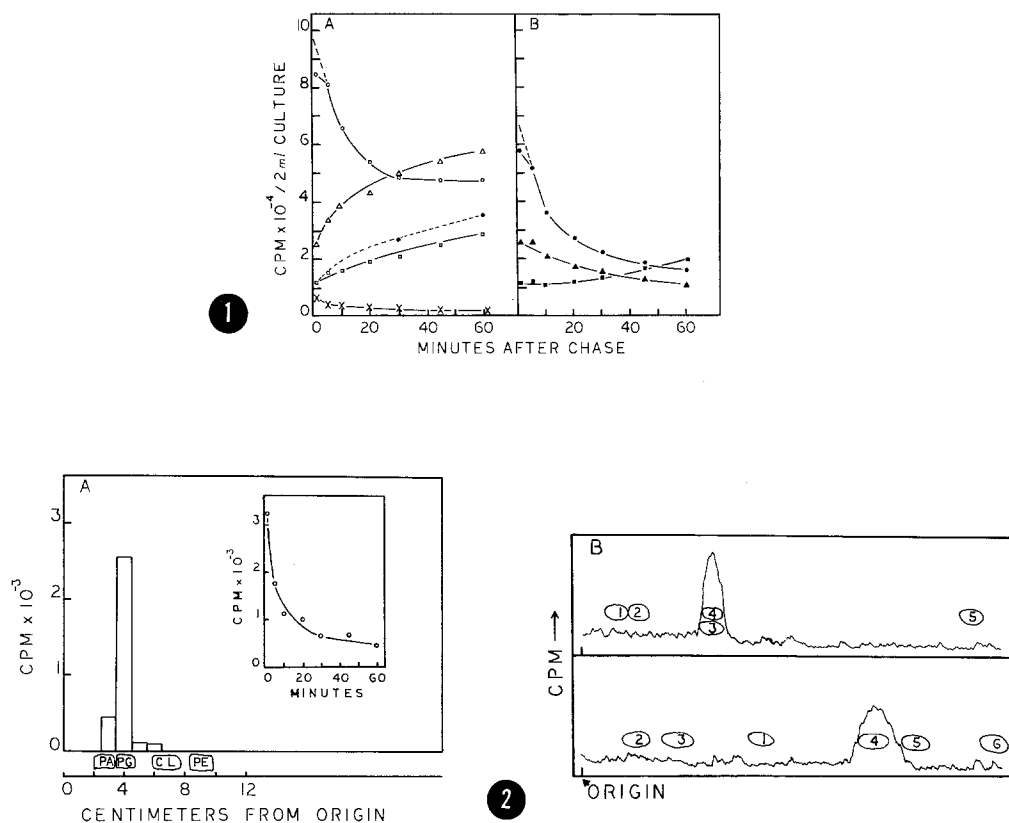 A
B
10
8
6
4
2
0
CPM x 10⁻⁴ / 2 ml CULTURE
0 20 40 60
0 20 40 60
MINUTES AFTER CHASE
1
A
3
2
1
0
CPM x 10⁻³
PA PG CL PE
0 4 8 12
CENTIMETERS FROM ORIGIN
3
2
1
0
CPM x 10⁻³
0 20 40 60
MINUTES
2
B
CPM →
1 2 4 5
3
2 3 1 4 5 6
ORIGIN